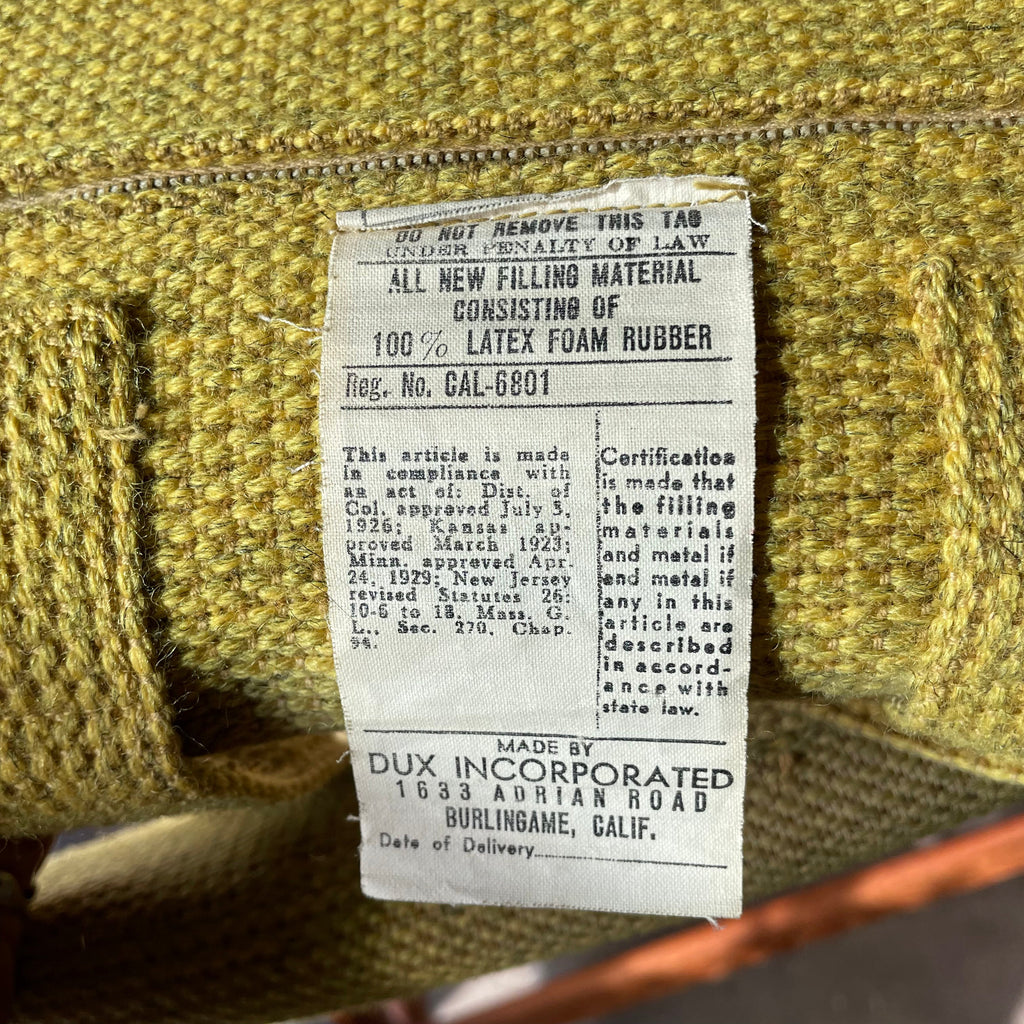 DO NOT REMOVE THIS TAG
UNDER PENALTY OF LAW
ALL NEW FILLING MATERIAL
CONSISTING OF
100% LATEX FOAM RUBBER
Reg. No. CAL-6801
This article is made
in compliance with
an act of: Dist. of
Col. approved July 3,
1926; Kansas ap-
proved March 1923;
Minn. approved Apr.
24, 1929; New Jersey
revised Statutes 26:
10-6 to 18. Mass. G.
L., Sec. 270, Chap.
94.
Certification
is made that
the filling
materials
and metal if
and metal if
any in this
article are
described
in accord-
ance with
state law.
MADE BY
DUX INCORPORATED
1633 ADRIAN ROAD
BURLINGAME, CALIF.
Date of Delivery....................